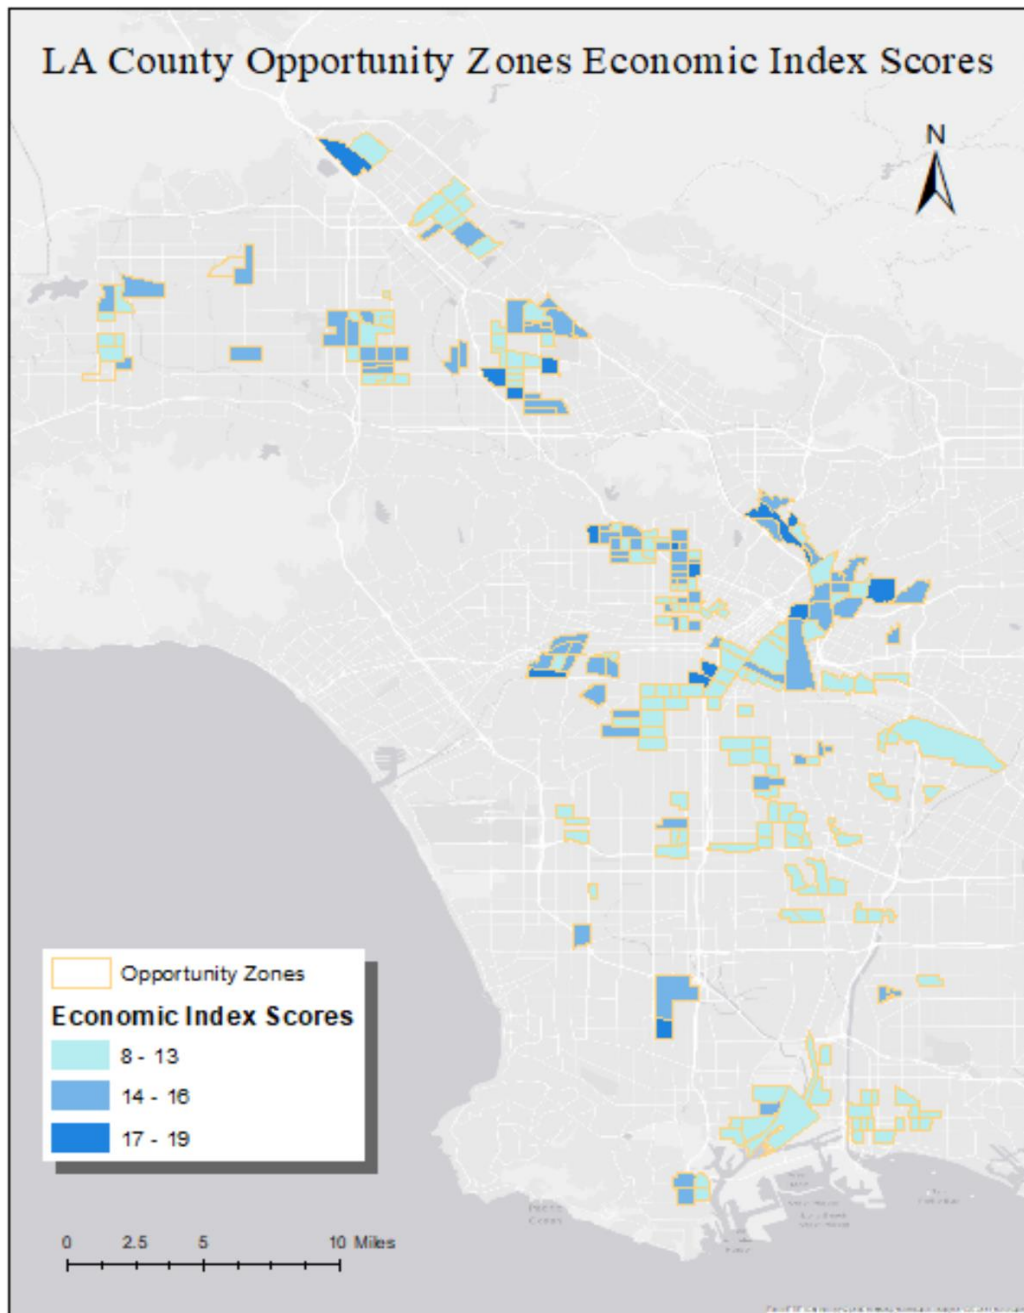 LA County Opportunity Zones Economic Index Scores
N
Opportunity Zones
Economic Index Scores
8 - 13
14 - 16
17 - 19
0 2.5 5 10 Miles